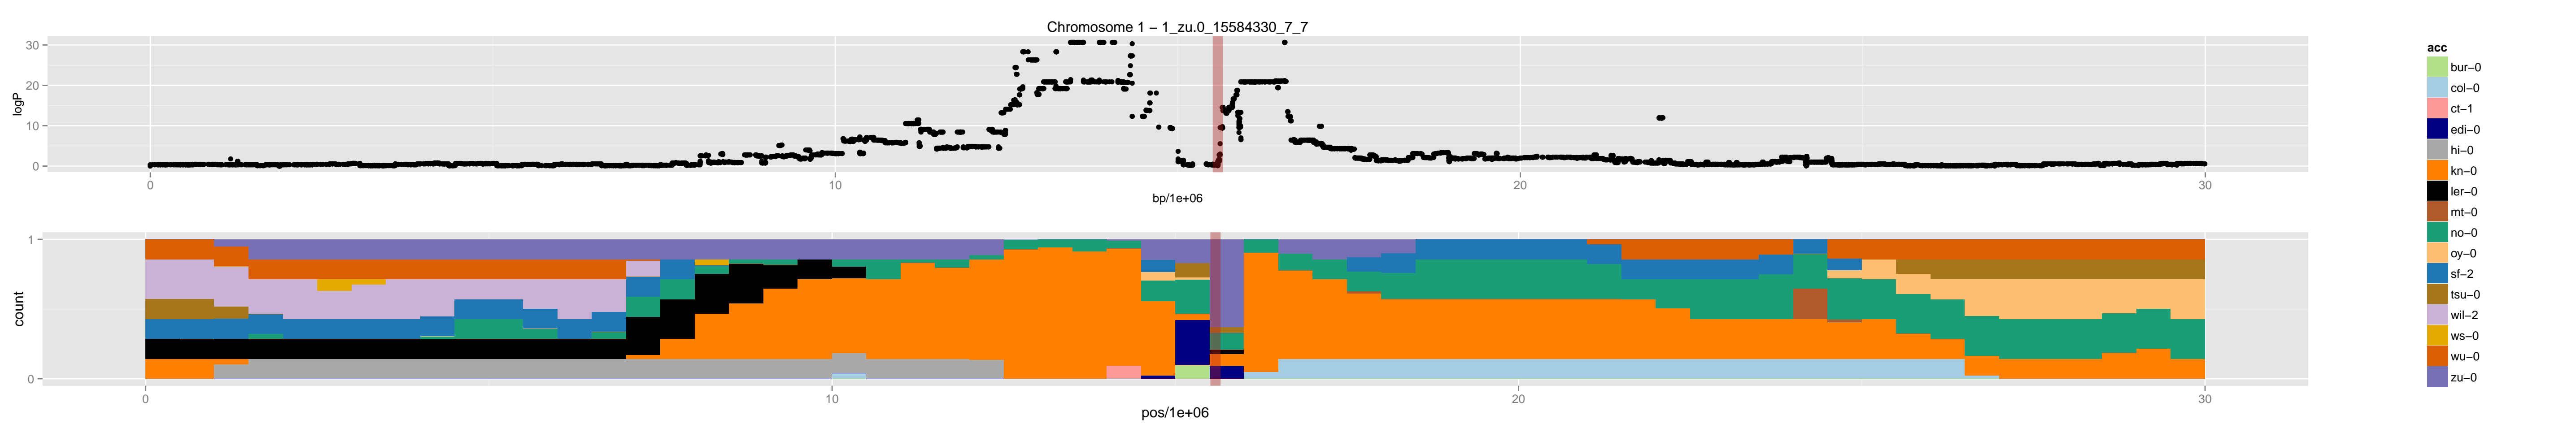 Chromosome 1 − 1_zu.0_15584330_7_7
30
20
10
0
logP
0 10 20 30
bp/1e+06
1
0
count
0 10 20 30
pos/1e+06
acc
bur−0
col−0
ct−1
edi−0
hi−0
kn−0
ler−0
mt−0
no−0
oy−0
sf−2
tsu−0
wil−2
ws−0
wu−0
zu−0